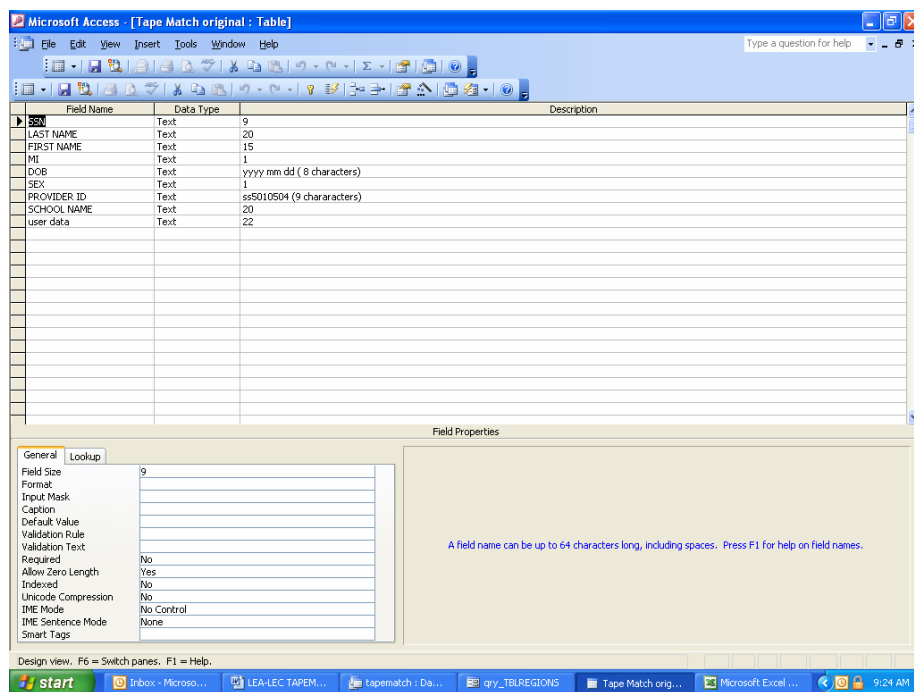 Microsoft Access - [Tape Match original : Table]
File Edit View Insert Tools Window Help Type a question for help
Field Name Data Type Description
SSN Text 9
LAST NAME Text 20
FIRST NAME Text 15
MI Text 1
DOB Text yyyy mm dd ( 8 characters)
SEX Text 1
PROVIDER ID Text ss5010504 (9 chararacters)
SCHOOL NAME Text 20
user data Text 22
Field Properties
General Lookup
Field Size 9
Format
Input Mask
Caption
Default Value
Validation Rule
Validation Text
Required No
Allow Zero Length Yes
Indexed No
Unicode Compression No
IME Mode No Control
IME Sentence Mode None
Smart Tags
A field name can be up to 64 characters long, including spaces. Press F1 for help on field names.
Design view. F6 = Switch panes. F1 = Help.
start Inbox - Microso... LEA-LEC TAPEM... tapematch : Da... qry_TBLREGIONS Tape Match orig... Microsoft Excel ... 9:24 AM